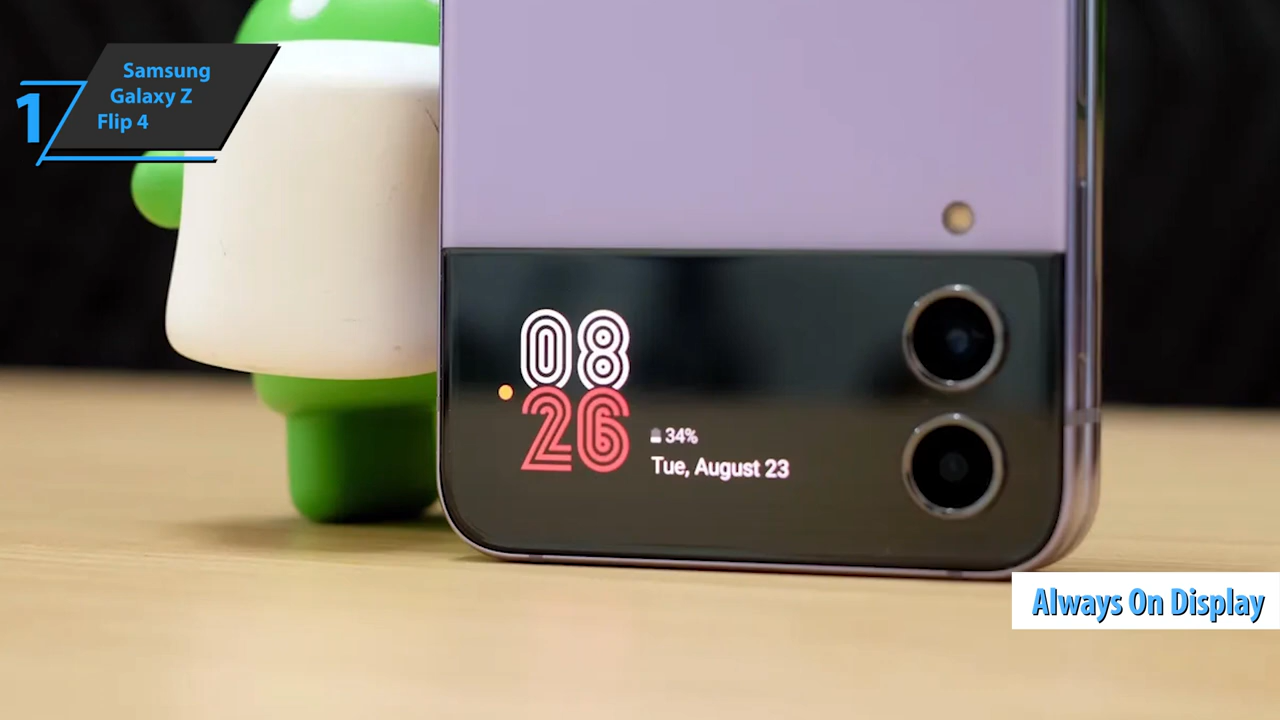 1
Samsung
Galaxy Z
Flip 4
08
26
34%
Tue, August 23
Always On Display